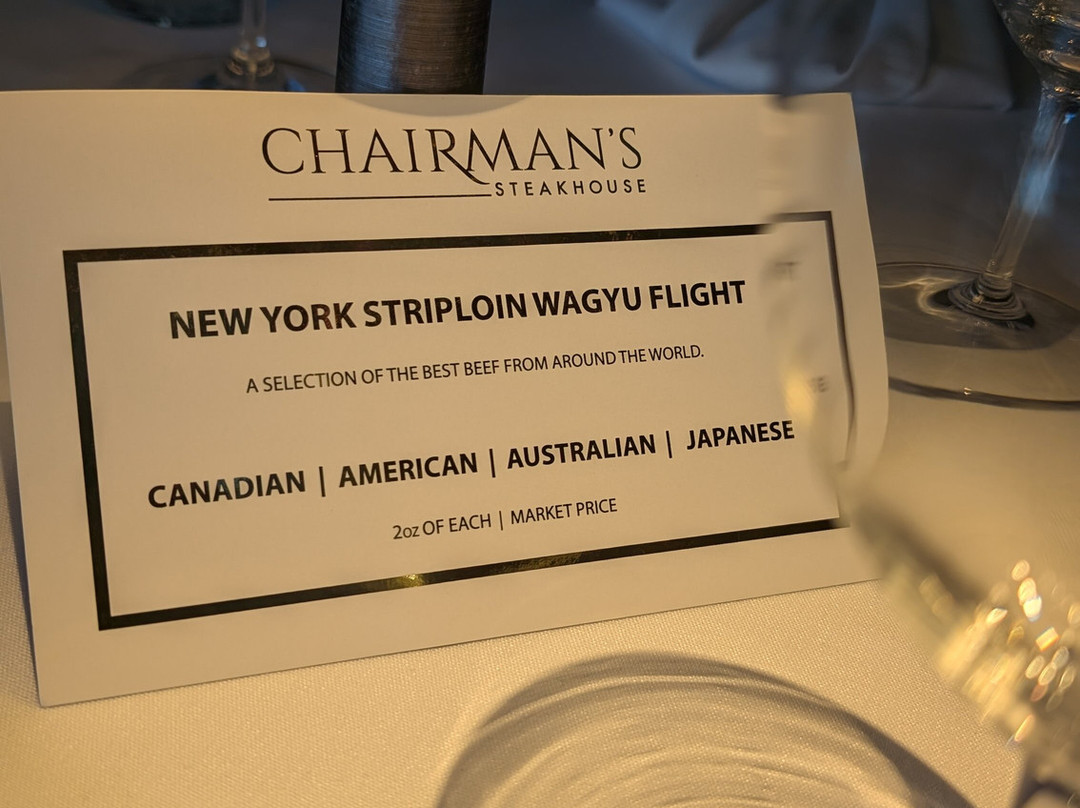 CHAIRMAN'S
STEAKHOUSE
NEW YORK STRIPLOIN WAGYU FLIGHT
A SELECTION OF THE BEST BEEF FROM AROUND THE WORLD.
CANADIAN | AMERICAN | AUSTRALIAN | JAPANESE
2oz OF EACH | MARKET PRICE